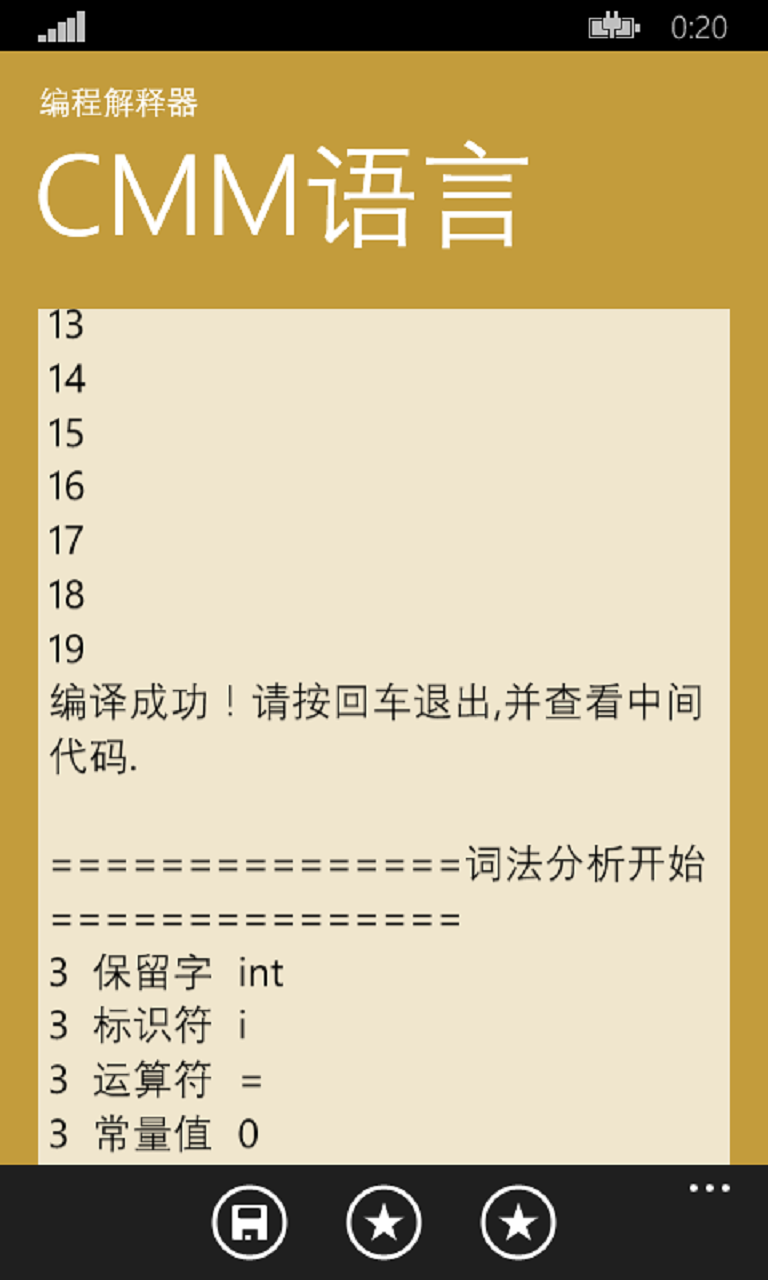 0:20
编程解释器
CMM语言
13
14
15
16
17
18
19
编译成功！请按回车退出,并查看中间
代码.
===============词法分析开始
===============
3 保留字 int
3 标识符 i
3 运算符 =
3 常量值 0